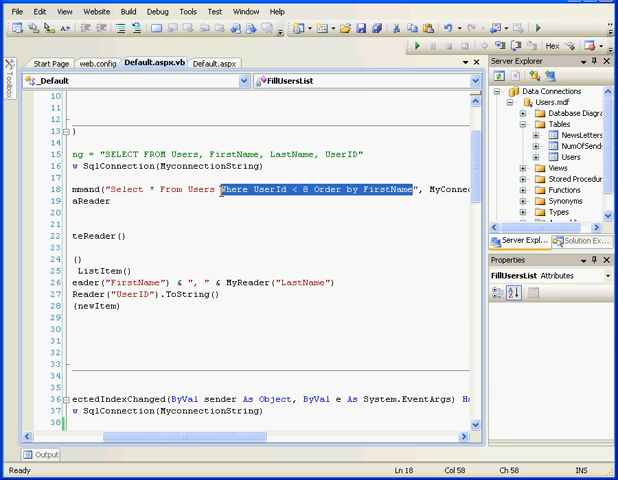 File Edit View Website Build Debug Data Format Tools Test Window Help
Hex
Start Page web.config Default.aspx.vb Default.aspx
_Default FillUsersList
Toolbox
10
11
12
13 )
14
15 ng = "SELECT FROM Users, FirstName, LastName, UserID"
16 w SqlConnection(MyconnectionString)
17
18 mmand("Select * From Users Where UserId < 8 Order by FirstName", MyConnec
19 aReader
20
21
22 teReader()
23
24 ()
25 ListItem()
26 eader("FirstName") & ", " & MyReader("LastName")
27 Reader("UserID").ToString()
28 (newItem)
29
30
31
32
33
34
35
36 ectedIndexChanged(ByVal sender As Object, ByVal e As System.EventArgs) Ha
37 w SqlConnection(MyconnectionString)
38
Server Explorer
Data Connections
Users.mdf
Database Diagra
Tables
NewsLetters
NumOfSends
Users
Views
Stored Procedur
Functions
Synonyms
Types
Server Expl... Solution Ex...
Properties
FillUsersList Attributes
Output
Ready Ln 18 Col 58 Ch 58 INS